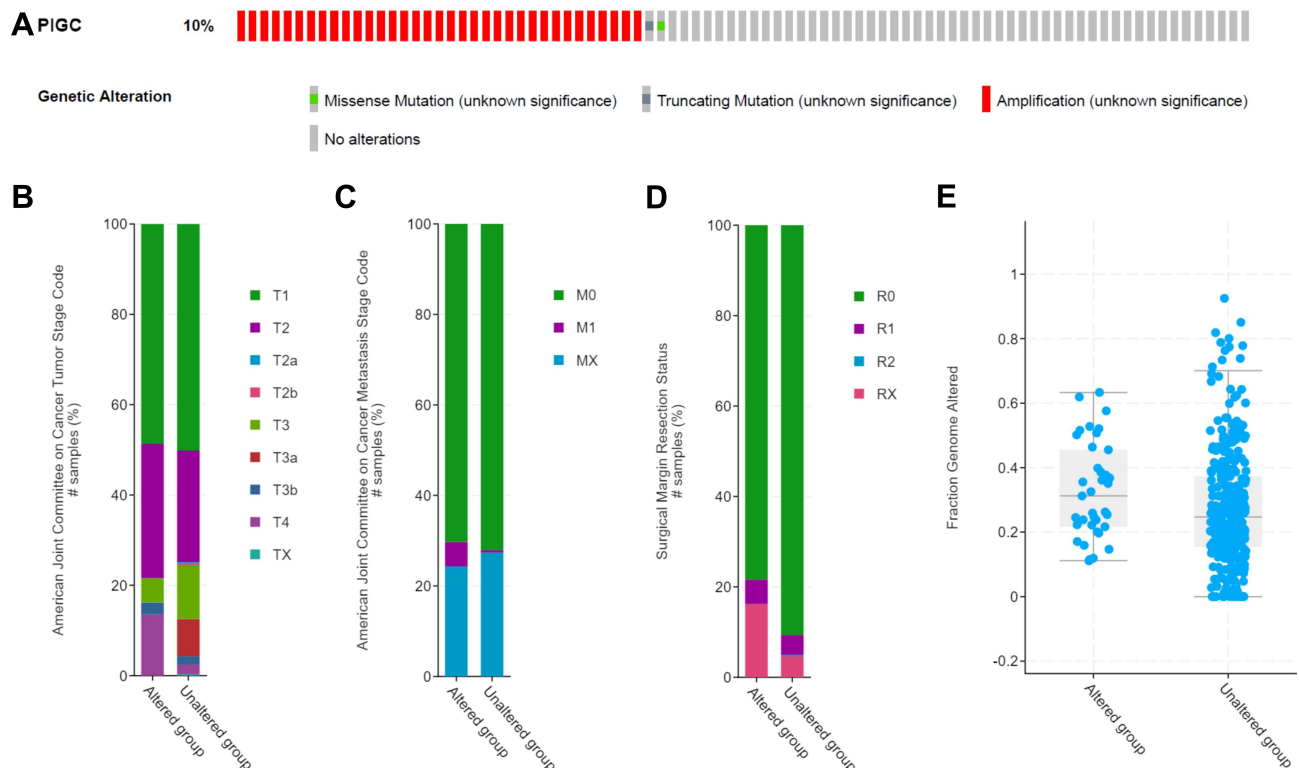 A PIGC 10%
Genetic Alteration
Missense Mutation (unknown significance)
Truncating Mutation (unknown significance)
Amplification (unknown significance)
No alterations
B
American Joint Committee on Cancer Tumor Stage Code
# samples (%)
100
80
60
40
20
0
Altered group
Unaltered group
T1
T2
T2a
T2b
T3
T3a
T3b
T4
TX
C
American Joint Committee on Cancer Metastasis Stage Code
# samples (%)
100
80
60
40
20
0
Altered group
Unaltered group
M0
M1
MX
D
Surgical Margin Resection Status
# samples (%)
100
80
60
40
20
0
Altered group
Unaltered group
R0
R1
R2
RX
E
Fraction Genome Altered
1
0.8
0.6
0.4
0.2
0
-0.2
Altered group
Unaltered group